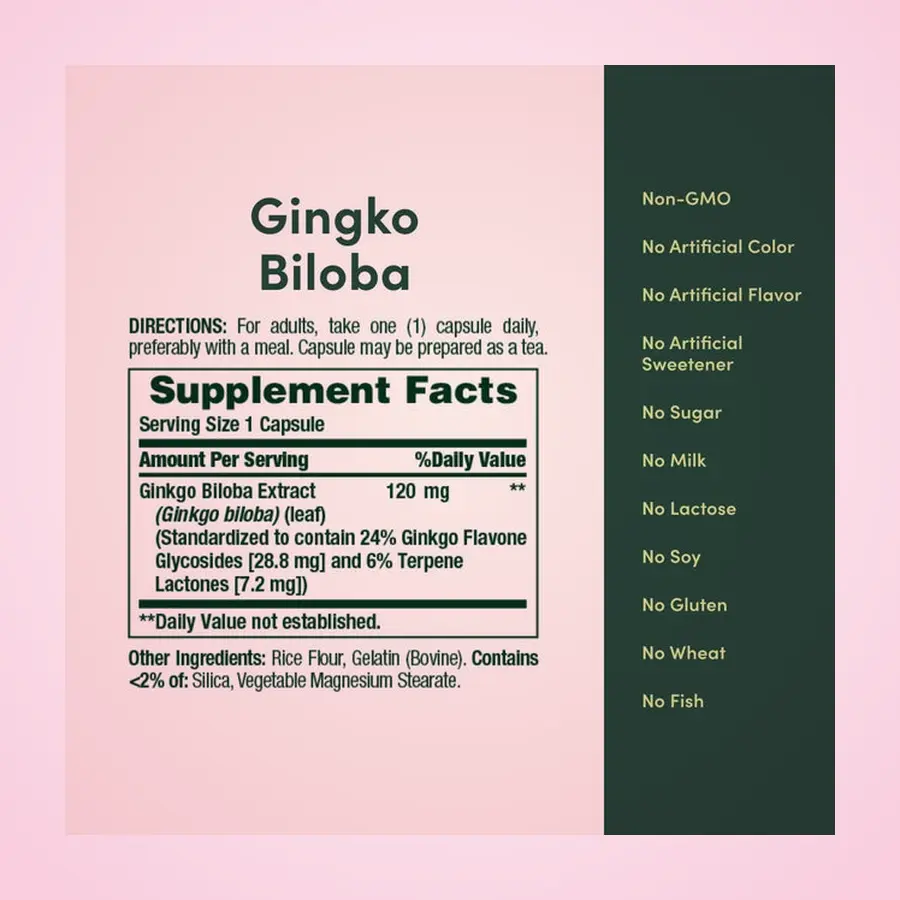 Gingko
Biloba
DIRECTIONS: For adults, take one (1) capsule daily,
preferably with a meal. Capsule may be prepared as a tea.
Supplement Facts
Serving Size 1 Capsule
Amount Per Serving %Daily Value
Ginkgo Biloba Extract 120 mg **
(Ginkgo biloba) (leaf)
(Standardized to contain 24% Ginkgo Flavone
Glycosides [28.8 mg] and 6% Terpene
Lactones [7.2 mg])
**Daily Value not established.
Other Ingredients: Rice Flour, Gelatin (Bovine). Contains
<2% of: Silica, Vegetable Magnesium Stearate.
Non-GMO
No Artificial Color
No Artificial Flavor
No Artificial
Sweetener
No Sugar
No Milk
No Lactose
No Soy
No Gluten
No Wheat
No Fish